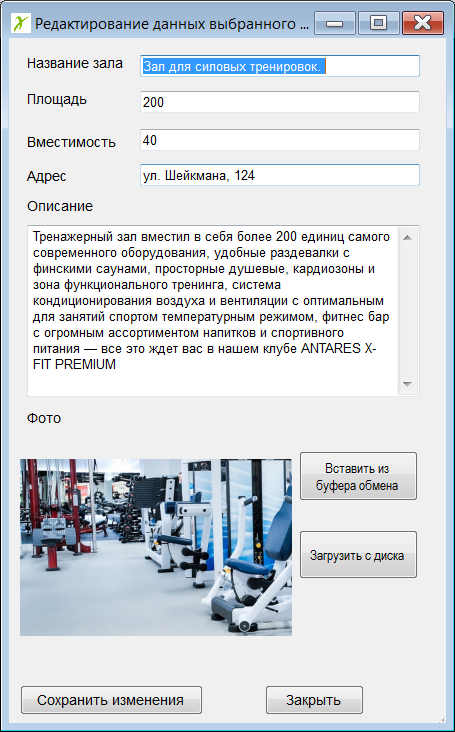 Редактирование данных выбранного ...
Название зала
Зал для силовых тренировок.
Площадь
200
Вместимость
40
Адрес
ул. Шейкмана, 124
Описание
Тренажерный зал вместил в себя более 200 единиц самого
современного оборудования, удобные раздевалки с
финскими саунами, просторные душевые, кардиозоны и
зона функционального тренинга, система
кондиционирования воздуха и вентиляции с оптимальным
для занятий спортом температурным режимом, фитнес бар
с огромным ассортиментом напитков и спортивного
питания — все это ждет вас в нашем клубе ANTARES X-
FIT PREMIUM
Фото
Вставить из
буфера обмена
Загрузить с диска
Сохранить изменения
Закрыть